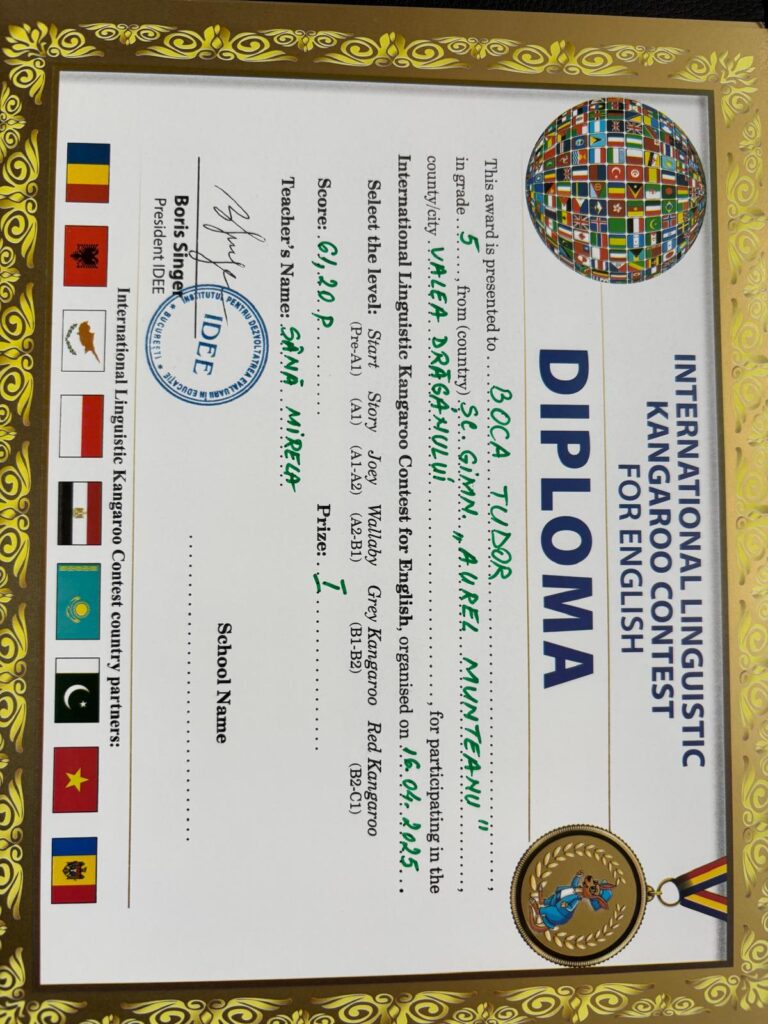 INTERNATIONAL LINGUISTIC
KANGAROO CONTEST
FOR ENGLISH
DIPLOMA
This award is presented to .... BOCA TUDOR ....,
in grade .. 5 ...., from (country) ȘC. GIMN. „AUREL MUNTEANU" ....,
county/city VALEA DRĂGANULUI ...., for participating in the
International Linguistic Kangaroo Contest for English, organised on 16.04.2025...
Select the level: Start Story Joey Wallaby Grey Kangaroo Red Kangaroo
(Pre-A1) (A1) (A1-A2) (A2-B1) (B1-B2) (B2-C1)
Score: 61,20 p ........ Prize: .. I ........
Teacher's Name: SÂNĂ MIRELA
School Name
Boris Singer
President IDEE
INSTITUTUL PENTRU DEZVOLTAREA EVALUARII IN EDUCATIE
IDEE
* BUCUREȘTI *
International Linguistic Kangaroo Contest country partners: